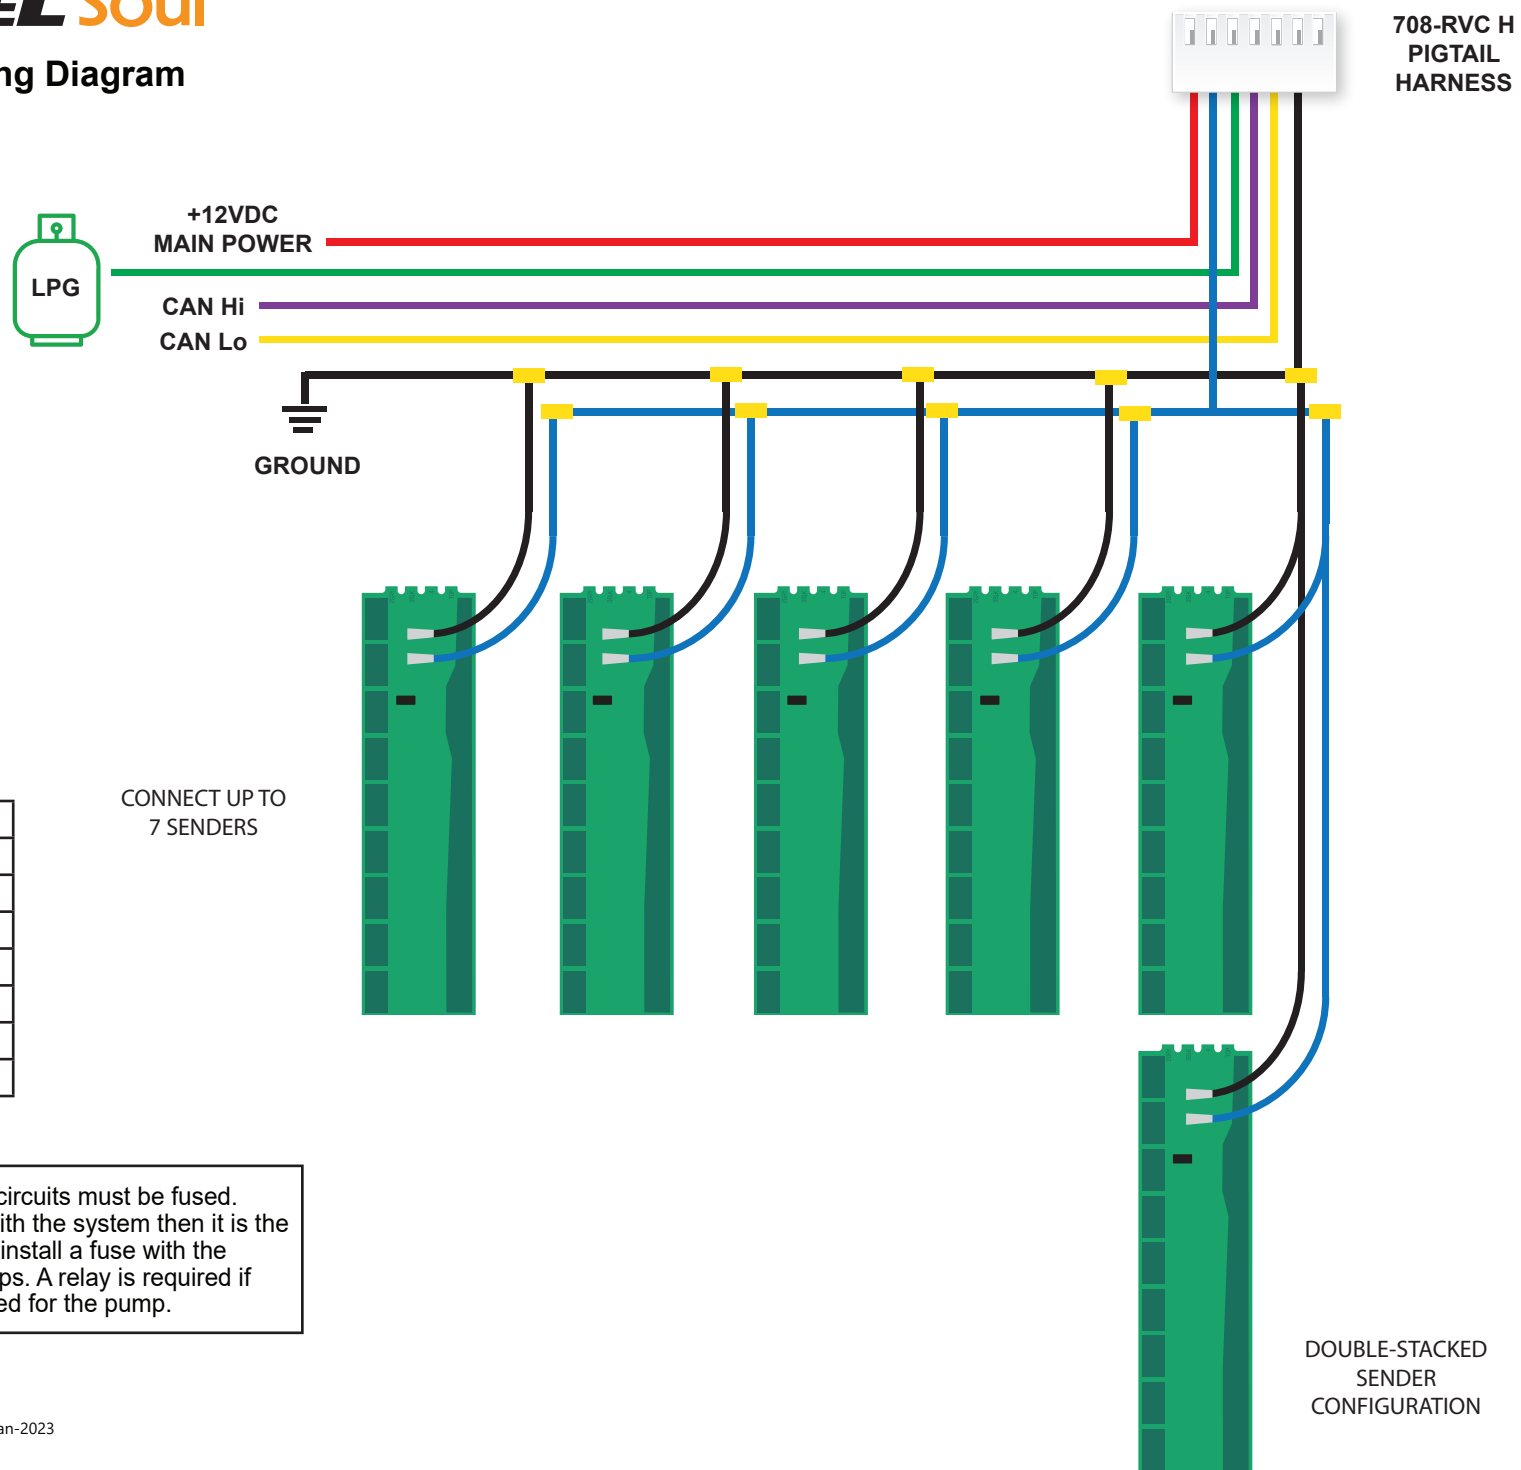 EL Soul
ng Diagram
708-RVC H
PIGTAIL
HARNESS
+12VDC
MAIN POWER
LPG
CAN Hi
CAN Lo
GROUND
CONNECT UP TO
7 SENDERS
circuits must be fused.
ith the system then it is the
install a fuse with the
ps. A relay is required if
ed for the pump.
DOUBLE-STACKED
SENDER
CONFIGURATION
an-2023